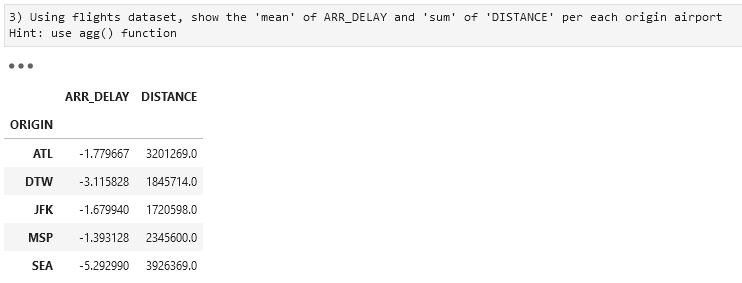 3) Using flights dataset, show the 'mean' of ARR_DELAY and 'sum' of 'DISTANCE' per each origin airport
Hint: use agg() function
ARR_DELAY DISTANCE
ORIGIN
ATL -1.779667 3201269.0
DTW -3.115828 1845714.0
JFK -1.679940 1720598.0
MSP -1.393128 2345600.0
SEA -5.292990 3926369.0